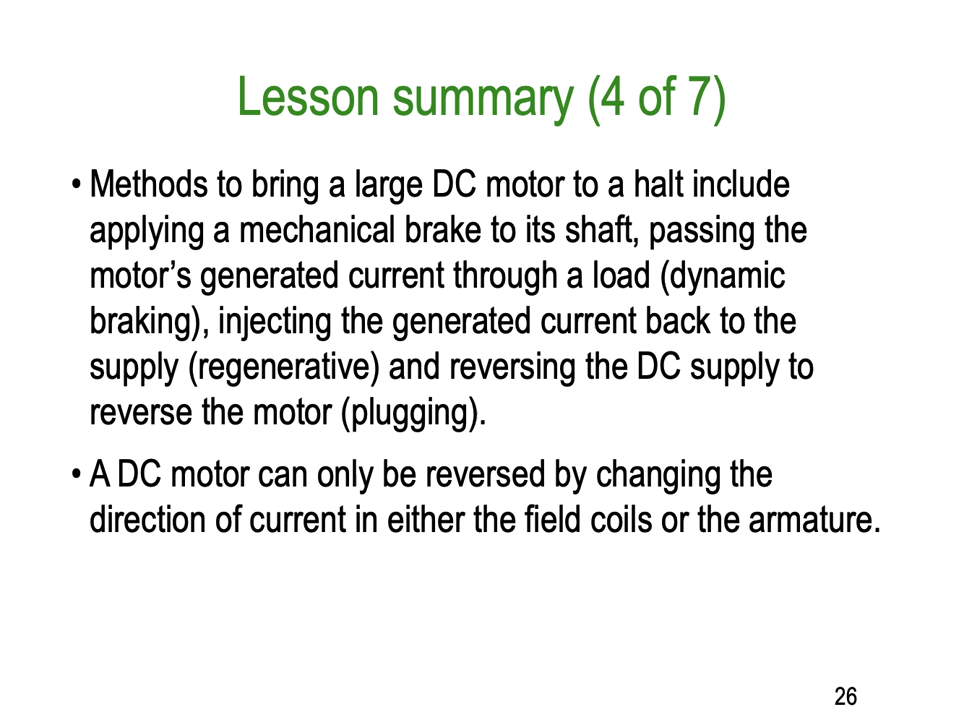 Lesson summary (4 of 7)
• Methods to bring a large DC motor to a halt include
applying a mechanical brake to its shaft, passing the
motor’s generated current through a load (dynamic
braking), injecting the generated current back to the
supply (regenerative) and reversing the DC supply to
reverse the motor (plugging).
• A DC motor can only be reversed by changing the
direction of current in either the field coils or the armature.
26